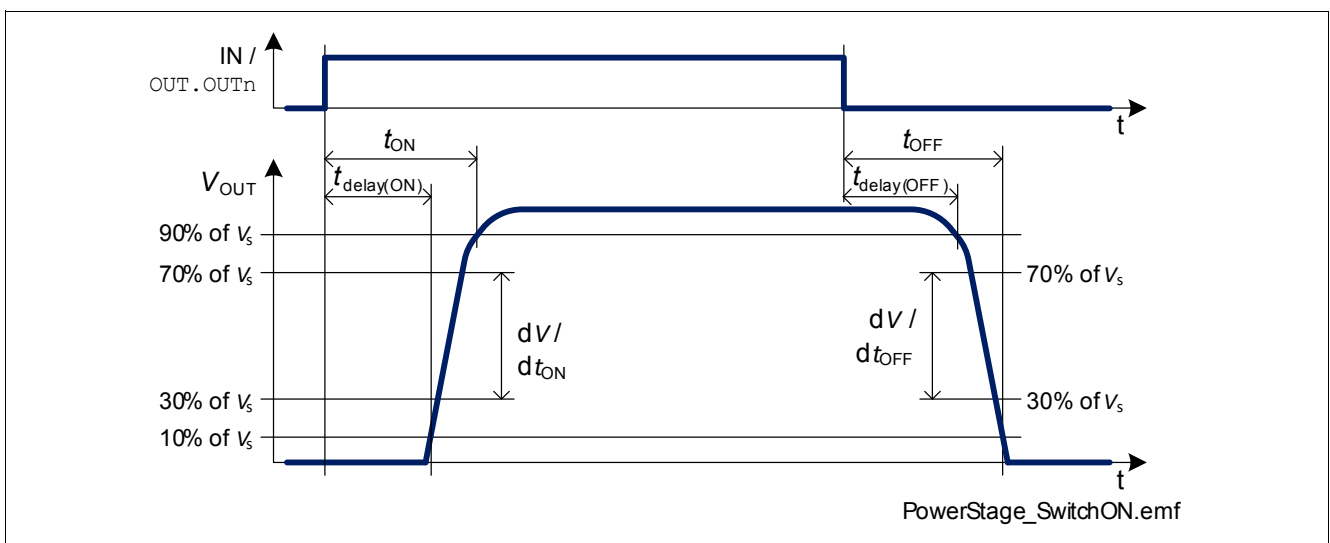 IN /
OUT.OUTn
t
tON
tOFF
VOUT
tdelay(ON)
tdelay(OFF)
90% of Vs
70% of Vs
70% of Vs
dV /
dtON
dV /
dtOFF
30% of Vs
30% of Vs
10% of Vs
t
PowerStage_SwitchON.emf